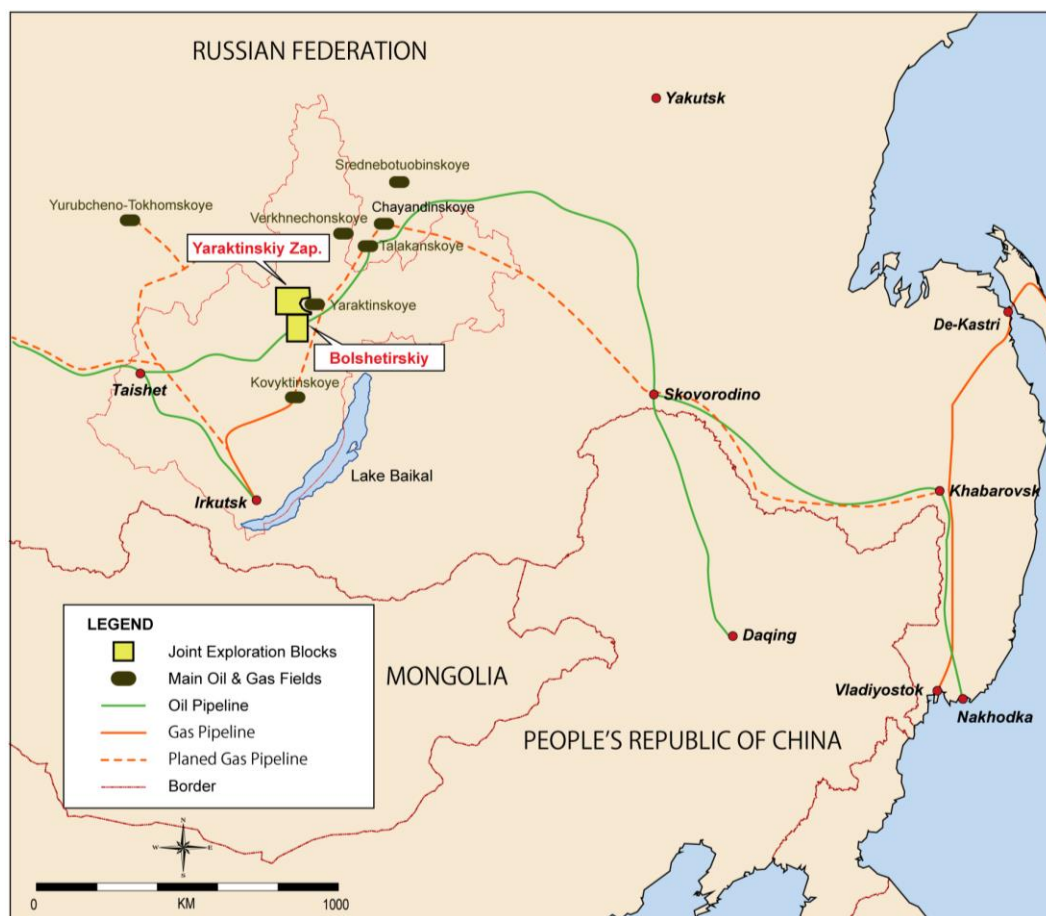 RUSSIAN FEDERATION
Yakutsk
Srednebotuobinskoye
Yurubcheno-Tokhomskoye
Chayandinskoye
Verkhnechonskoye
Talakanskoye
Yaraktinskiy Zap.
Yaraktinskoye
De-Kastri
Bolshetirskiy
Taishet
Kovyktinskoye
Skovorodino
Lake Baikal
Irkutsk
Khabarovsk
LEGEND
Joint Exploration Blocks
Main Oil & Gas Fields
Oil Pipeline
Gas Pipeline
Planed Gas Pipeline
Border
Daqing
MONGOLIA
Vladiyostok
Nakhodka
PEOPLE'S REPUBLIC OF CHINA
N
W E
S
0 KM 1000